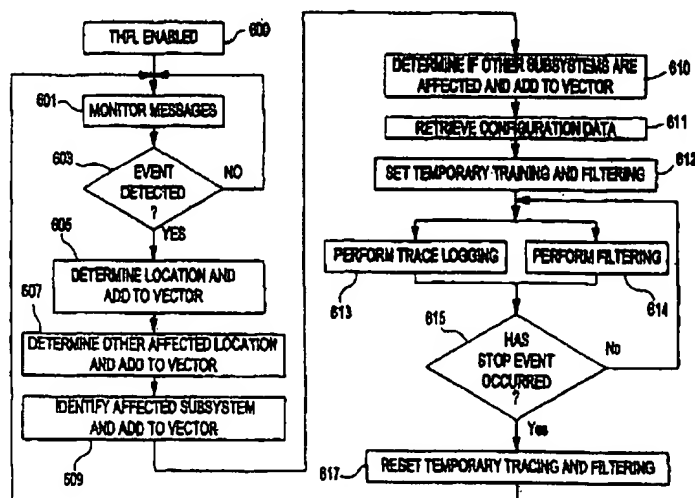 THFL ENABLED
600
601
MONITOR MESSAGES
603
EVENT
DETECTED
?
NO
YES
605
DETERMINE LOCATION AND
ADD TO VECTOR
607
DETERMINE OTHER AFFECTED LOCATION
AND ADD TO VECTOR
IDENTIFY AFFECTED SUBSYSTEM
AND ADD TO VECTOR
609
DETERMINE IF OTHER SUBSYSTEMS ARE
AFFECTED AND ADD TO VECTOR
610
RETRIEVE CONFIGURATION DATA
611
612
SET TEMPORARY TRAINING AND FILTERING
PERFORM TRACE LOGGING
PERFORM FILTERING
613
614
615
HAS
STOP EVENT
OCCURRED
?
No
Yes
617
RESET TEMPORARY TRACING AND FILTERING